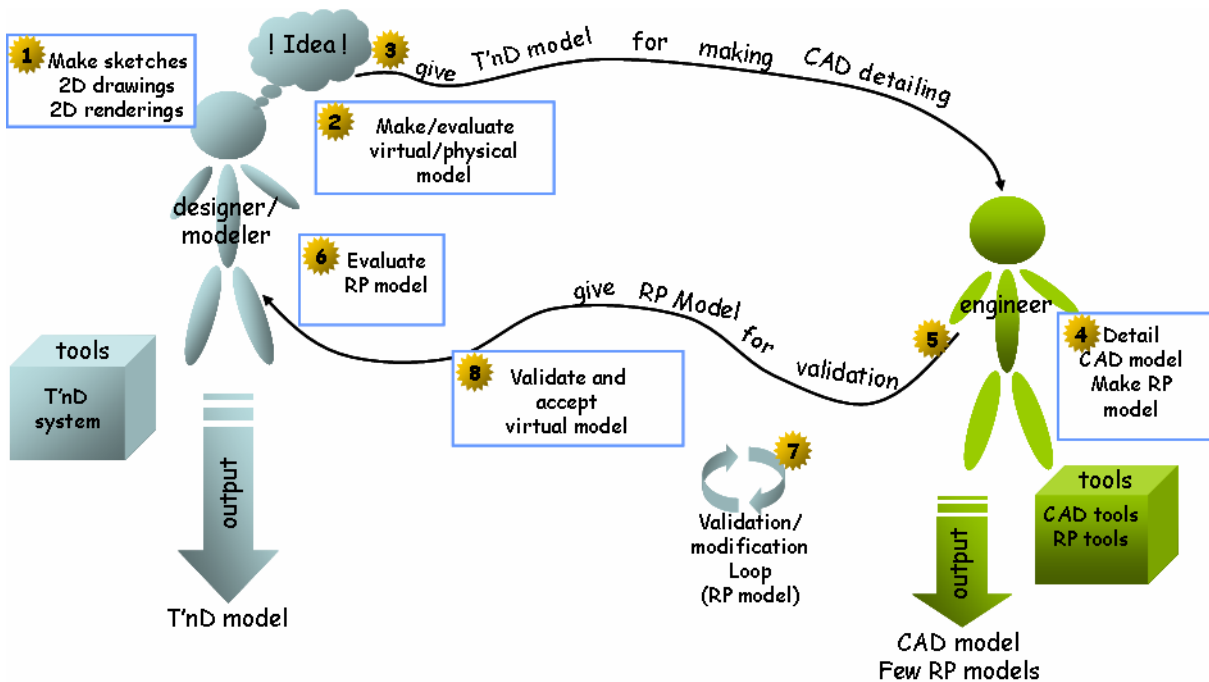 1
Make sketches
2D drawings
2D renderings
! Idea !
3
give T'nD model for making CAD detailing
2
Make/evaluate
virtual/physical
model
designer/
modeler
6
Evaluate
RP model
give RP Model for validation
5
engineer
4
Detail
CAD model
Make RP
model
tools
T'nD
system
8
Validate and
accept
virtual model
7
Validation/
modification
Loop
(RP model)
tools
CAD tools
RP tools
output
T'nD model
output
CAD model
Few RP models